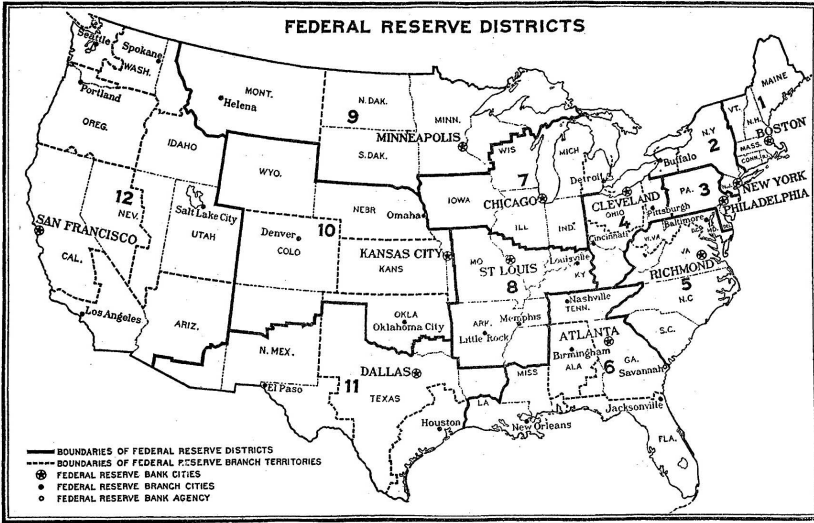 FEDERAL RESERVE DISTRICTS
Seattle
Spokane
WASH.
Portland
OREG.
IDAHO
MONT.
Helena
N. DAK.
9
S. DAK.
MINN.
MINNEAPOLIS
WIS
MICH
7
Detroit
CHICAGO
IOWA
ILL
IND.
WYO.
NEBR
Omaha
12
NEV.
SAN FRANCISCO
CAL.
Los Angeles
Salt Lake City
UTAH
ARIZ.
Denver
COLO
10
KANSAS CITY
KANS
MO
ST LOUIS
8
Louisville
KY
CLEVELAND
OHIO
4
Cincinnati
Pittsburgh
PA.
3
Buffalo
N.Y
2
VT.
N.H.
1
MAINE
MASS.
CONN.
R.I.
BOSTON
NEW YORK
N.J.
PHILADELPHIA
Baltimore
W.VA
VA
RICHMOND
5
N.C
S.C.
Nashville
TENN.
Memphis
ARK.
Little Rock
OKLA
Oklahoma City
N. MEX.
El Paso
11
DALLAS
TEXAS
Houston
LA
New Orleans
MISS
ATLANTA
Birmingham
ALA
6
GA.
Savannah
Jacksonville
FLA.
BOUNDARIES OF FEDERAL RESERVE DISTRICTS
BOUNDARIES OF FEDERAL RESERVE BRANCH TERRITORIES
FEDERAL RESERVE BANK CITIES
FEDERAL RESERVE BRANCH CITIES
FEDERAL RESERVE BANK AGENCY